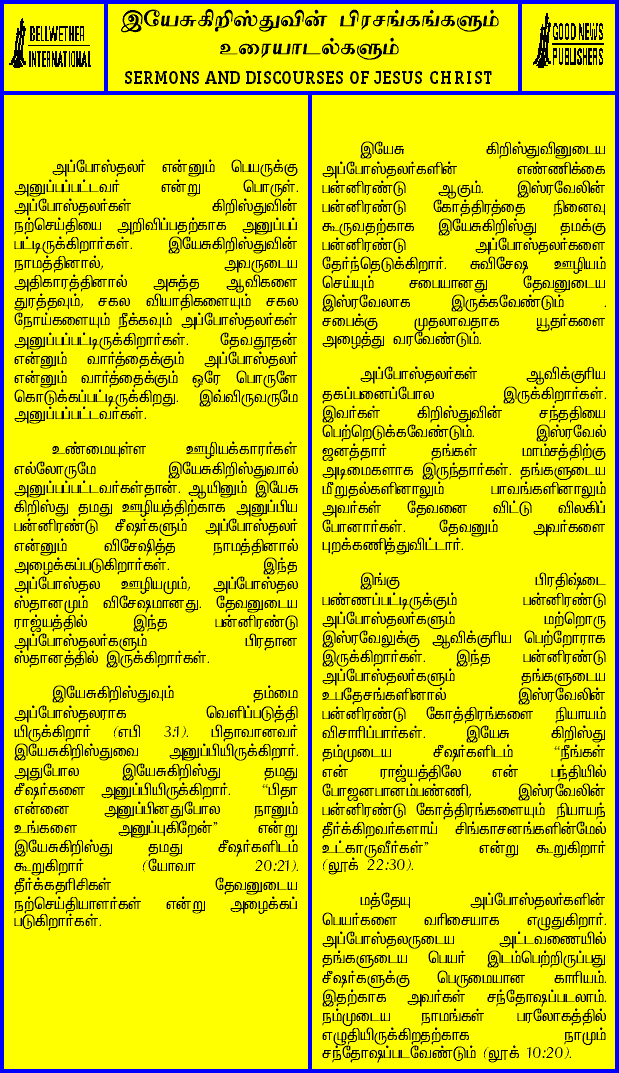 BELLWETHER
INTERNATIONAL
இயேசுகிறிஸ்துவின் பிரசங்கங்களும்
உரையாடல்களும்
SERMONS AND DISCOURSES OF JESUS CHRIST
GOOD NEWS
PUBLISHERS
அப்போஸ்தலர் என்னும் பெயருக்கு
அனுப்பப்பட்டவர் என்று பொருள்.
அப்போஸ்தலர்கள் கிறிஸ்துவின்
நற்செய்தியை அறிவிப்பதற்காக அனுப்பப்
பட்டிருக்கிறார்கள். இயேசுகிறிஸ்துவின்
நாமத்தினால், அவருடைய
அதிகாரத்தினால் அசுத்த ஆவிகளை
துரத்தவும், சகல வியாதிகளையும் சகல
நோய்களையும் நீக்கவும் அப்போஸ்தலர்கள்
அனுப்பப்பட்டிருக்கிறார்கள். தேவதூதன்
என்னும் வார்த்தைக்கும் அப்போஸ்தலர்
என்னும் வார்த்தைக்கும் ஒரே பொருளே
கொடுக்கப்பட்டிருக்கிறது. இவ்விருவருமே
அனுப்பப்பட்டவர்கள்.
உண்மையுள்ள ஊழியக்காரர்கள்
எல்லோருமே இயேசுகிறிஸ்துவால்
அனுப்பப்பட்டவர்கள்தான். ஆயினும் இயேசு
கிறிஸ்து தமது ஊழியத்திற்காக அனுப்பிய
பன்னிரண்டு சீஷர்களும் அப்போஸ்தலர்
என்னும் விசேஷித்த நாமத்தினால்
அழைக்கப்படுகிறார்கள். இந்த
அப்போஸ்தல ஊழியமும், அப்போஸ்தல
ஸ்தானமும் விசேஷமானது. தேவனுடைய
ராஜ்யத்தில் இந்த பன்னிரண்டு
அப்போஸ்தலர்களும் பிரதான
ஸ்தானத்தில் இருக்கிறார்கள்.
இயேசுகிறிஸ்துவும் தம்மை
அப்போஸ்தலராக வெளிப்படுத்தி
யிருக்கிறார் (எபி 3:1). பிதாவானவர்
இயேசுகிறிஸ்துவை அனுப்பியிருக்கிறார்.
அதுபோல இயேசுகிறிஸ்து தமது
சீஷர்களை அனுப்பியிருக்கிறார். “பிதா
என்னை அனுப்பினதுபோல நானும்
உங்களை அனுப்புகிறேன்” என்று
இயேசுகிறிஸ்து தமது சீஷர்களிடம்
கூறுகிறார் (யோவா 20:21).
தீர்க்கதரிசிகள் தேவனுடைய
நற்செய்தியாளர்கள் என்று அழைக்கப்
படுகிறார்கள்.
இயேசு கிறிஸ்துவினுடைய
அப்போஸ்தலர்களின் எண்ணிக்கை
பன்னிரண்டு ஆகும். இஸ்ரவேலின்
பன்னிரண்டு கோத்திரத்தை நினைவு
கூருவதற்காக இயேசுகிறிஸ்து தமக்கு
பன்னிரண்டு அப்போஸ்தலர்களை
தேர்ந்தெடுக்கிறார். சுவிசேஷ ஊழியம்
செய்யும் சபையானது தேவனுடைய
இஸ்ரவேலாக இருக்கவேண்டும் .
சபைக்கு முதலாவதாக யூதர்களை
அழைத்து வரவேண்டும்.
அப்போஸ்தலர்கள் ஆவிக்குரிய
தகப்பனைப்போல இருக்கிறார்கள்.
இவர்கள் கிறிஸ்துவின் சந்ததியை
பெற்றெடுக்கவேண்டும். இஸ்ரவேல்
ஜனத்தார் தங்கள் மாம்சத்திற்கு
அடிமைகளாக இருந்தார்கள். தங்களுடைய
மீறுதல்களினாலும் பாவங்களினாலும்
அவர்கள் தேவனை விட்டு விலகிப்
போனார்கள். தேவனும் அவர்களை
புறக்கணித்துவிட்டார்.
இங்கு பிரதிஷ்டை
பண்ணப்பட்டிருக்கும் பன்னிரண்டு
அப்போஸ்தலர்களும் மற்றொரு
இஸ்ரவேலுக்கு ஆவிக்குரிய பெற்றோராக
இருக்கிறார்கள். இந்த பன்னிரண்டு
அப்போஸ்தலர்களும் தங்களுடைய
உபதேசங்களினால் இஸ்ரவேலின்
பன்னிரண்டு கோத்திரங்களை நியாயம்
விசாரிப்பார்கள். இயேசு கிறிஸ்து
தம்முடைய சீஷர்களிடம் “நீங்கள்
என் ராஜ்யத்திலே என் பந்தியில்
போஜனபானம்பண்ணி, இஸ்ரவேலின்
பன்னிரண்டு கோத்திரங்களையும் நியாயந்
தீர்க்கிறவர்களாய் சிங்காசனங்களின்மேல்
உட்காருவீர்கள்” என்று கூறுகிறார்
(லூக் 22:30).
மத்தேயு அப்போஸ்தலர்களின்
பெயர்களை வரிசையாக எழுதுகிறார்.
அப்போஸ்தலருடைய அட்டவணையில்
தங்களுடைய பெயர் இடம்பெற்றிருப்பது
சீஷர்களுக்கு பெருமையான காரியம்.
இதற்காக அவர்கள் சந்தோஷப்படலாம்.
நம்முடைய நாமங்கள் பரலோகத்தில்
எழுதியிருக்கிறதற்காக நாமும்
சந்தோஷப்படவேண்டும் (லூக் 10:20).